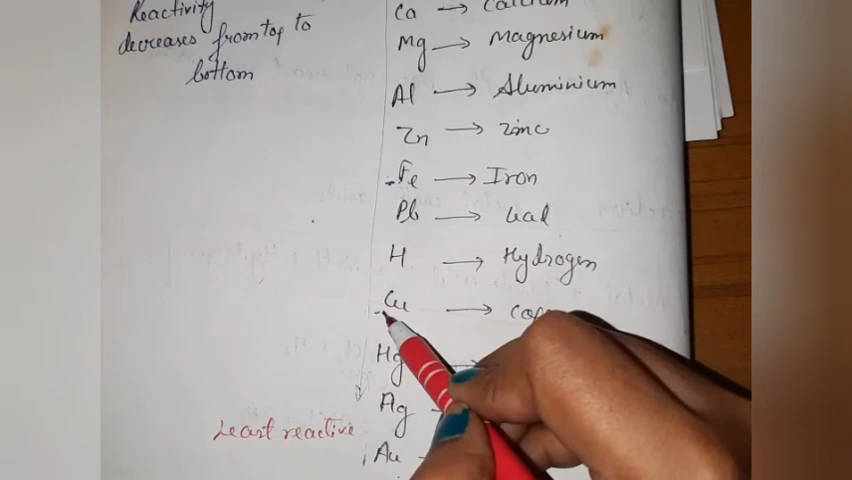 Reactivity
decreases from top to
bottom
Ca → Calcium
Mg → Magnesium
Al → Aluminium
Zn → Zinc
Fe → Iron
Pb → Lead
H → Hydrogen
Cu →
Hg
Ag
Least reactive
Au